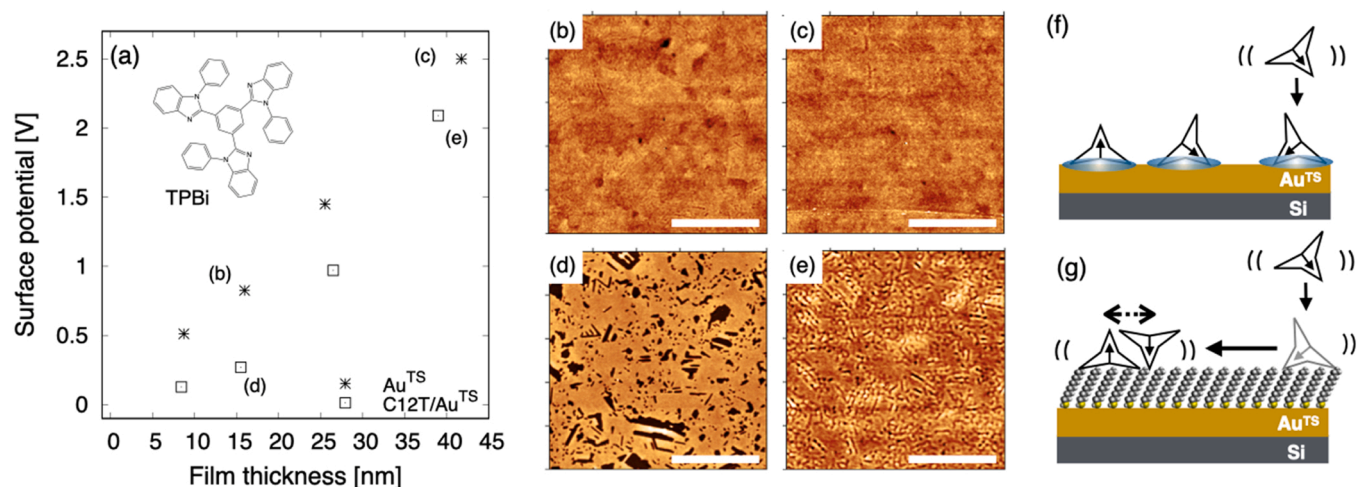 (a)
Surface potential [V]
2.5
2
1.5
1
0.5
0
0 5 10 15 20 25 30 35 40 45
Film thickness [nm]
N
N
N
N
N
N
TPBi
(c)
(e)
(b)
(d)
Au^TS
C12T/Au^TS
(b)
(c)
(d)
(e)
(f)
(( ))
Au^TS
Si
(g)
(( ))
(( ))
))
Au^TS
Si